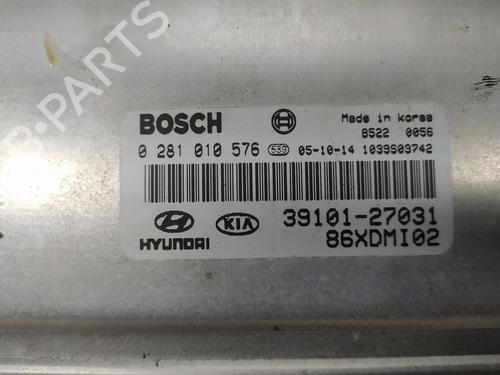 PARTS
BOSCH
Made in Korea
8522 0056
0 281 010 576 S39 05-10-14 1039S03742
39101-27031
HYUNDAI KIA
86XDMI02